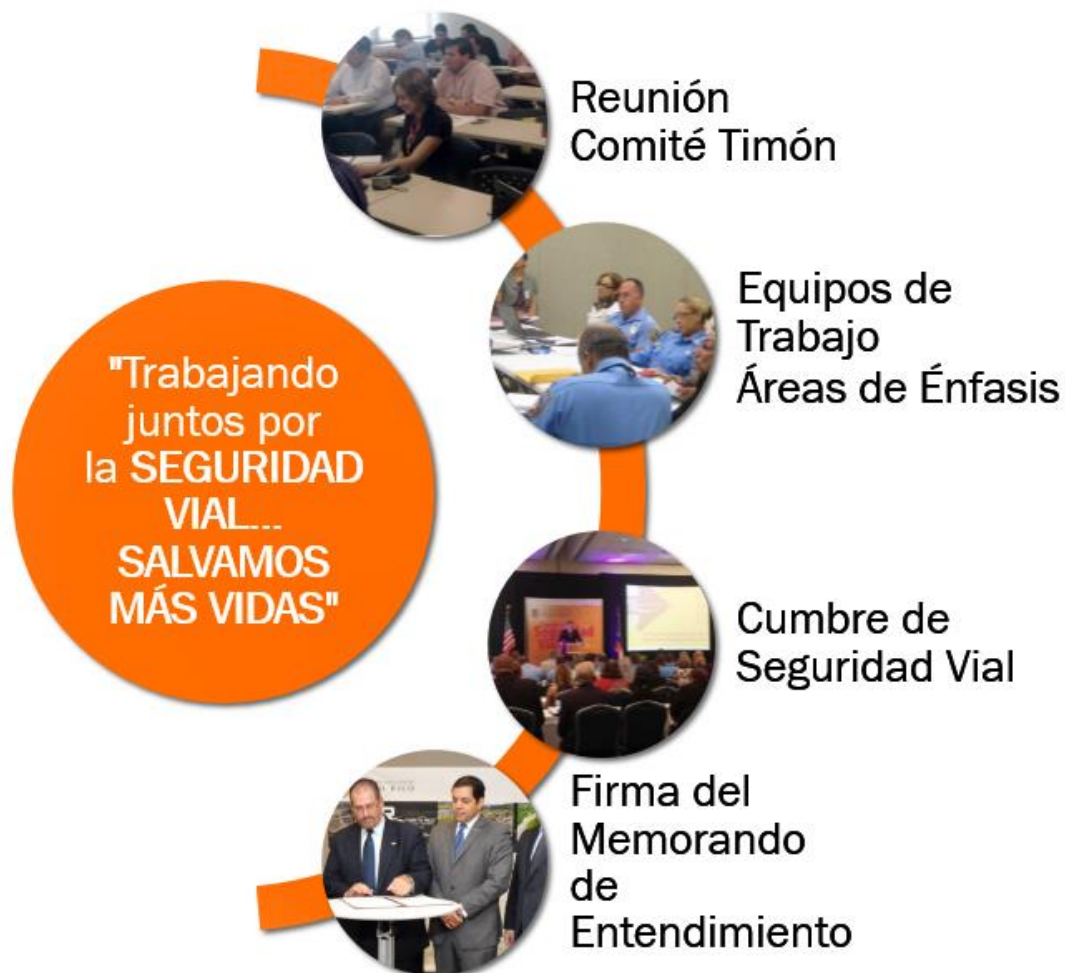 Reunión
Comité Timón
Equipos de
Trabajo
Áreas de Énfasis
"Trabajando
juntos por
la SEGURIDAD
VIAL...
SALVAMOS
MÁS VIDAS"
Cumbre de
Seguridad Vial
Firma del
Memorando
de
Entendimiento